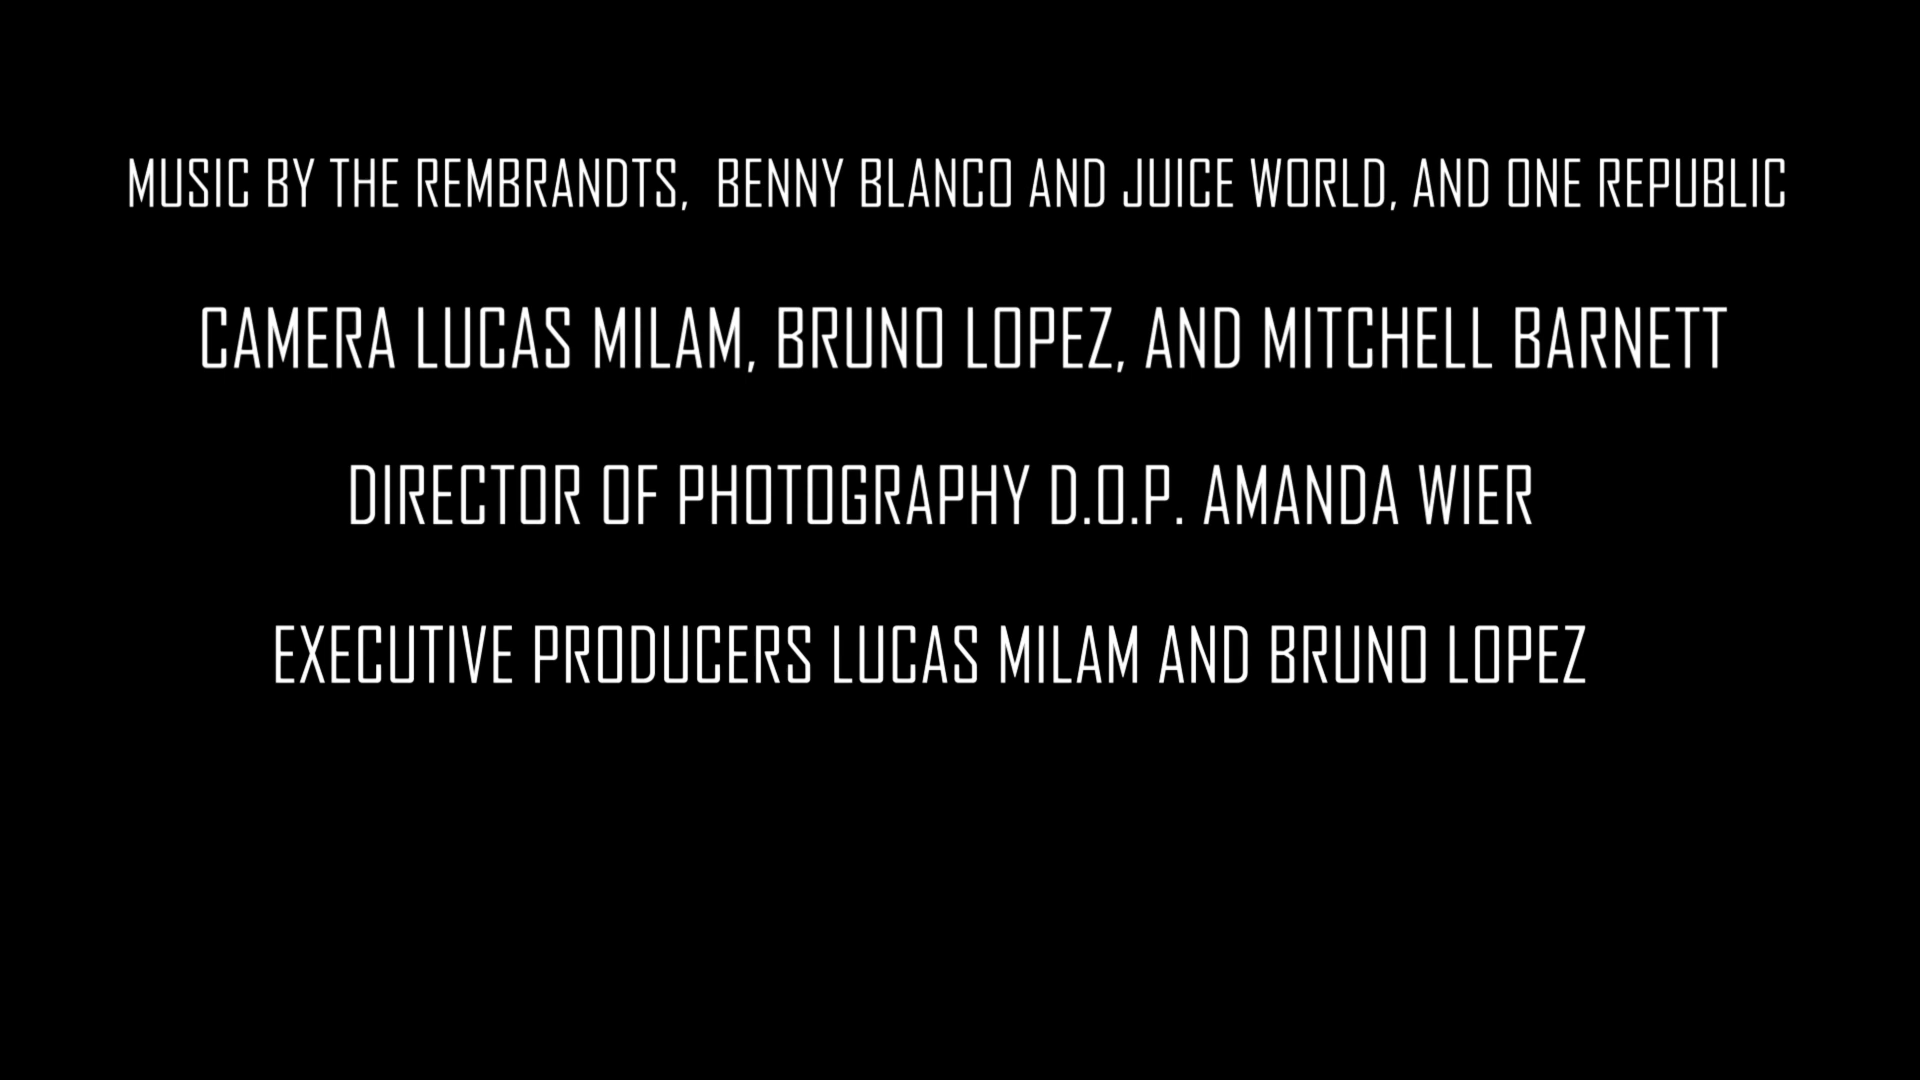 MUSIC BY THE REMBRANDTS,  BENNY BLANCO AND JUICE WORLD, AND ONE REPUBLIC
CAMERA LUCAS MILAM, BRUNO LOPEZ, AND MITCHELL BARNETT
DIRECTOR OF PHOTOGRAPHY D.O.P. AMANDA WIER
EXECUTIVE PRODUCERS LUCAS MILAM AND BRUNO LOPEZ